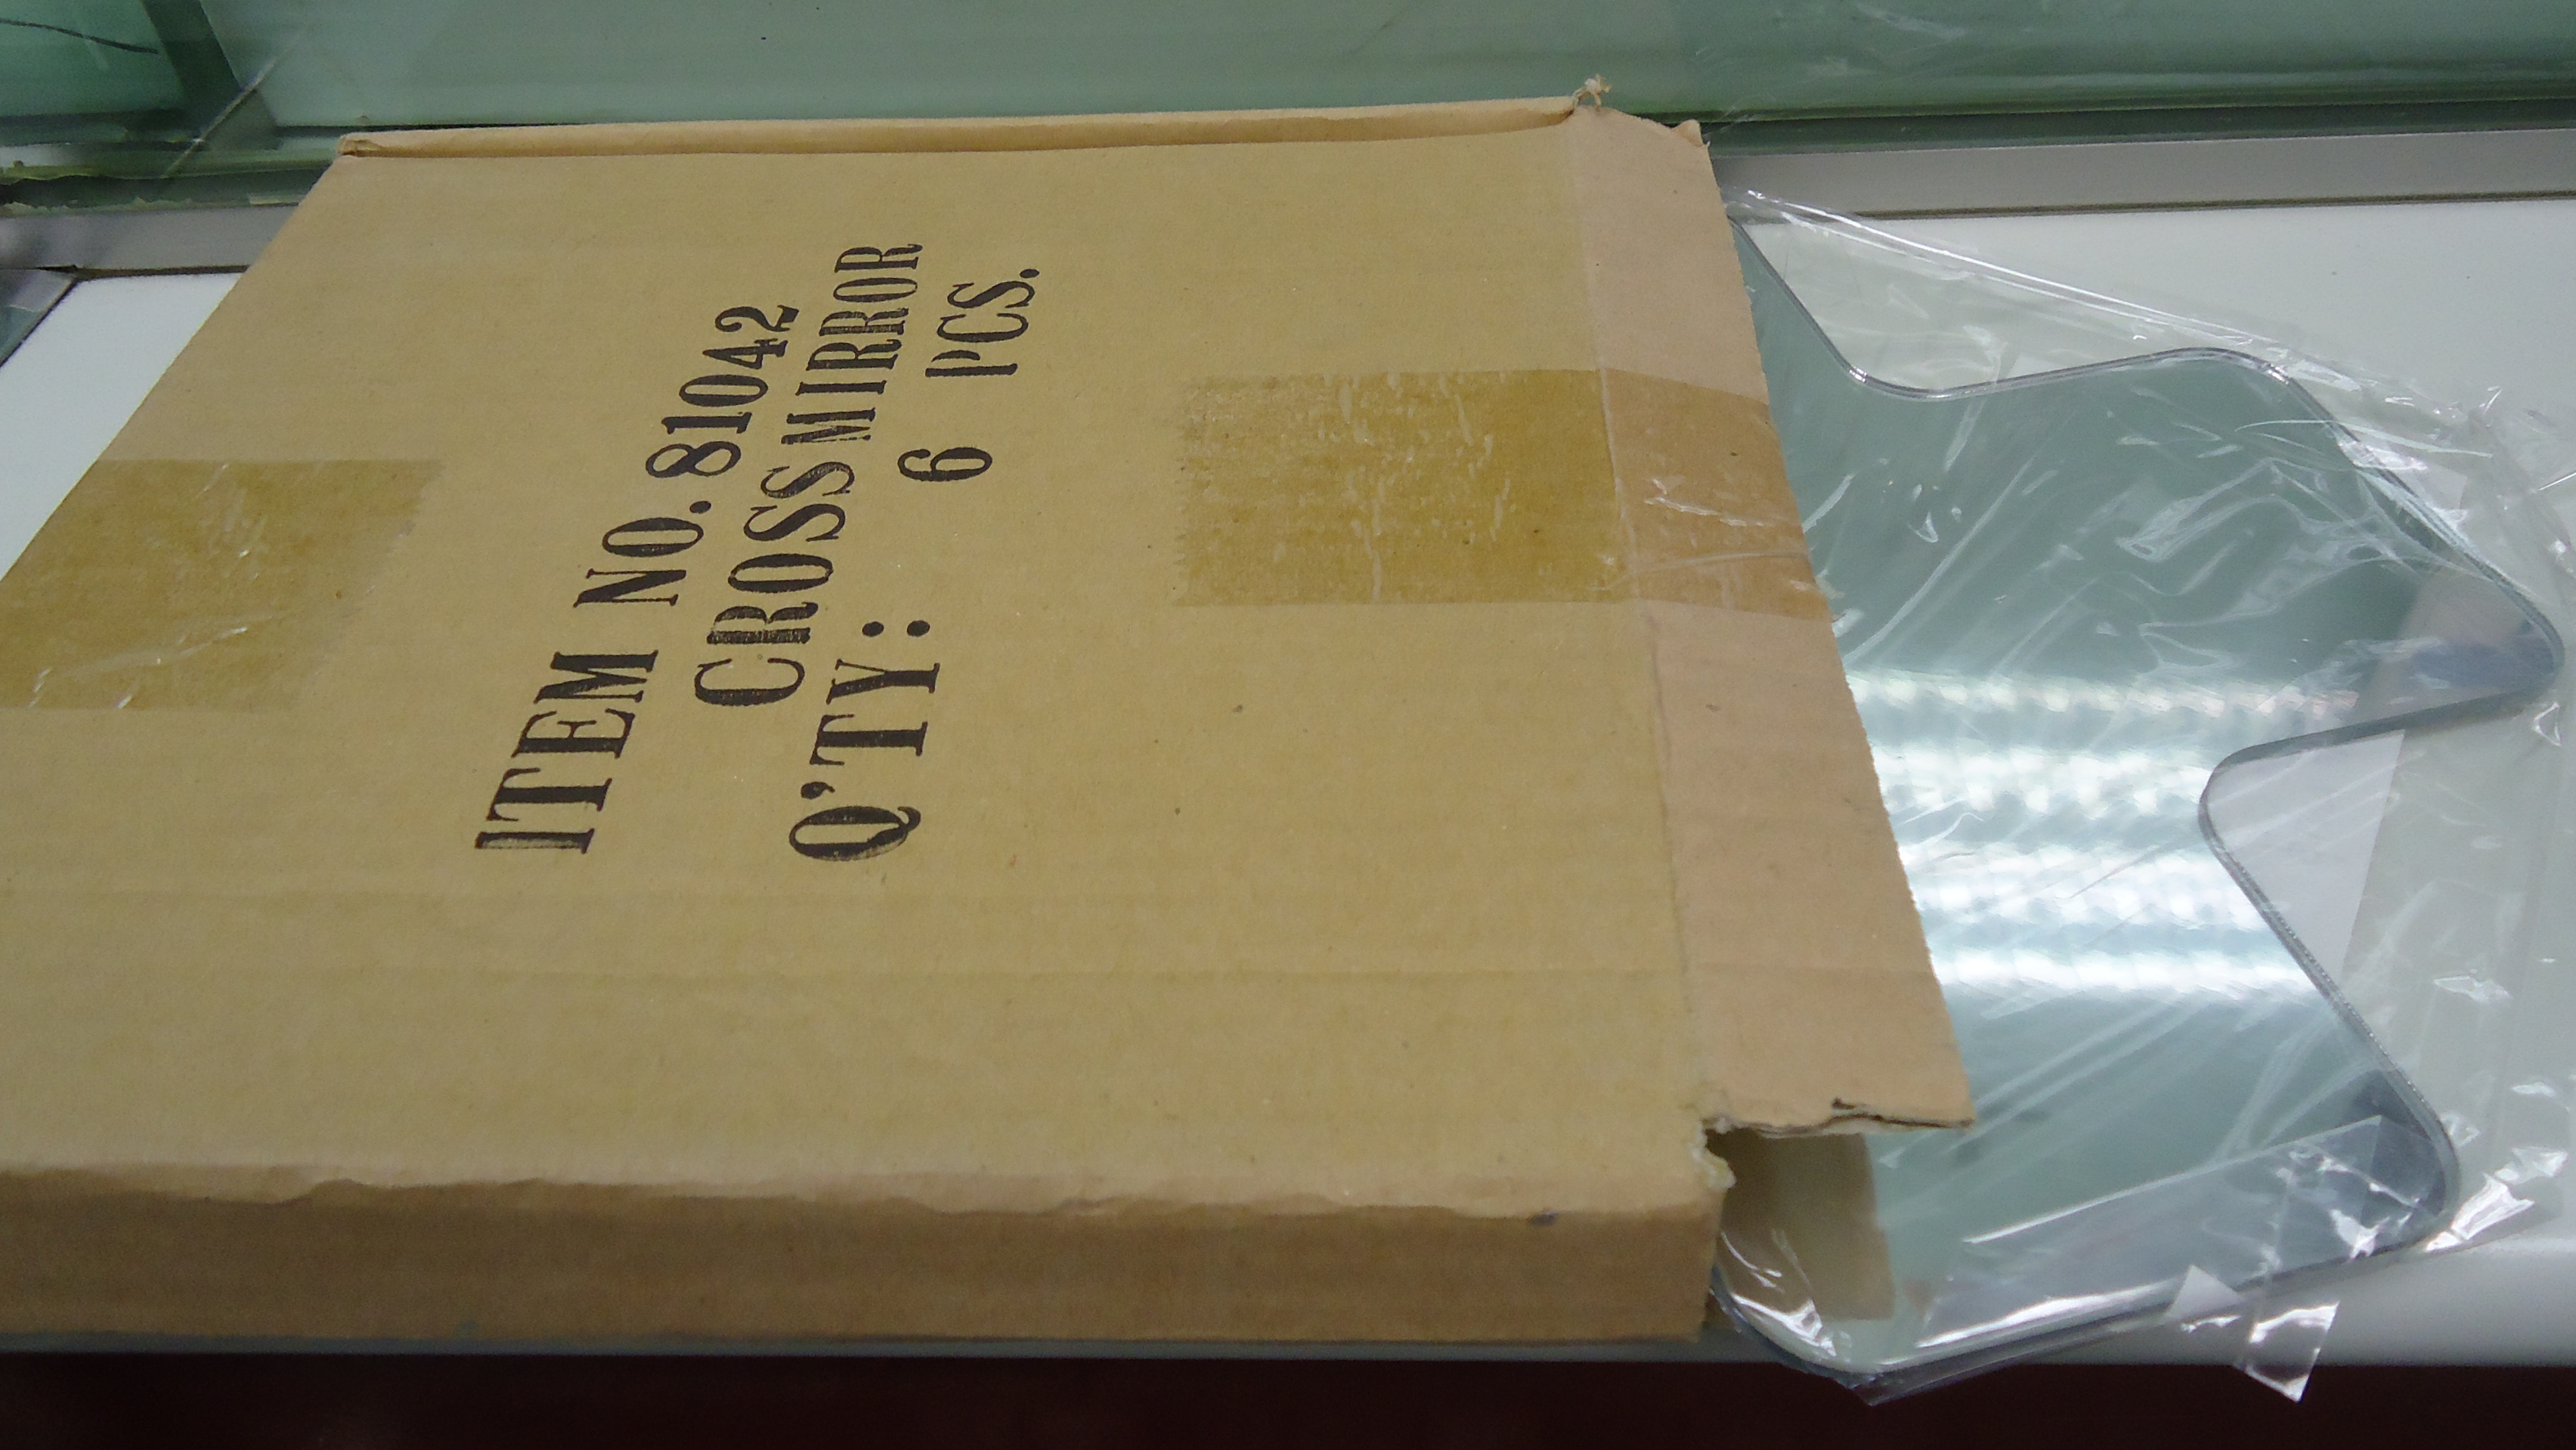 ITEM NO. 81042
CROSS MIRROR
Q'TY: 6 PCS.